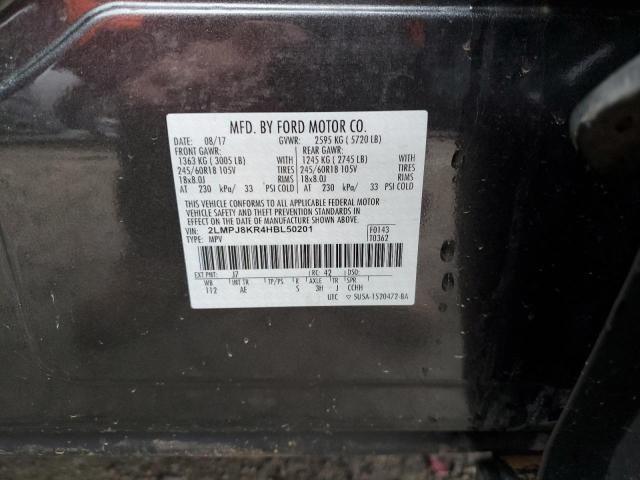 MFD. BY FORD MOTOR CO.
DATE: 08/17 GVWR: 2595 KG ( 5720 LB)
FRONT GAWR: REAR GAWR:
1363 KG ( 3005 LB) WITH 1245 KG ( 2745 LB) WITH
245/60R18 105V TIRES 245/60R18 105V TIRES
18x8.0J RIMS 18x8.0J RIMS
AT 230 kPa/ 33 PSI COLD AT 230 kPa/ 33 PSI COLD
THIS VEHICLE CONFORMS TO ALL APPLICABLE FEDERAL MOTOR
VEHICLE SAFETY AND BUMPER STANDARDS IN EFFECT ON THE
DATE OF MANUFACTURE SHOWN ABOVE.
VIN: 2LMPJ8KR4HBL50201 F0143
TYPE: MPV T0362
EXT PNT: J7 RC: 42 DSO:
WB INT TR TP/PS R AXLE TR SPR
112 AE S 3H J CCHH
UTC ▽ 5U5A-1520472-BA